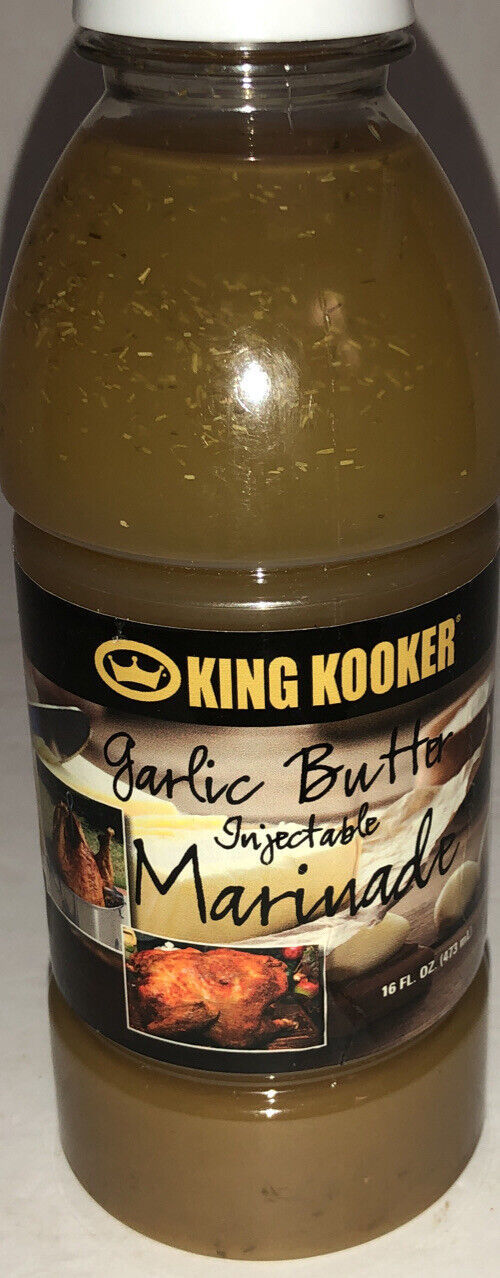 KING KOOKER®
Garlic Butter
Injectable
Marinade
16 FL. OZ. (473 mL)